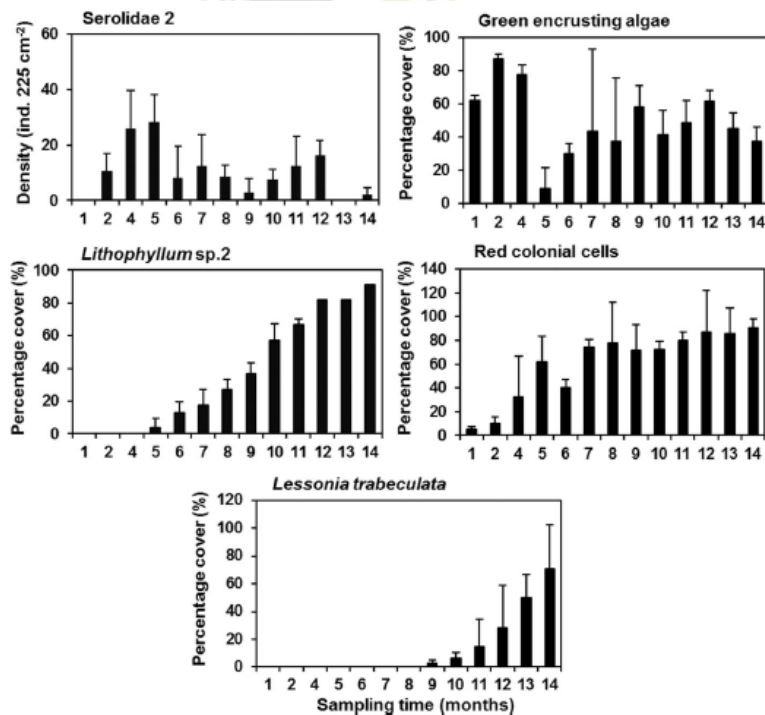 Serolidae 2
Density (ind. 225 cm⁻²)
60
40
20
0
1 2 4 5 6 7 8 9 10 11 12 13 14
Green encrusting algae
Percentage cover (%)
100
80
60
40
20
0
1 2 4 5 6 7 8 9 10 11 12 13 14
Lithophyllum sp.2
Percentage cover (%)
100
80
60
40
20
0
1 2 4 5 6 7 8 9 10 11 12 13 14
Red colonial cells
Percentage cover (%)
140
120
100
80
60
40
20
0
1 2 4 5 6 7 8 9 10 11 12 13 14
Lessonia trabeculata
Percentage cover (%)
120
100
80
60
40
20
0
1 2 4 5 6 7 8 9 10 11 12 13 14
Sampling time (months)